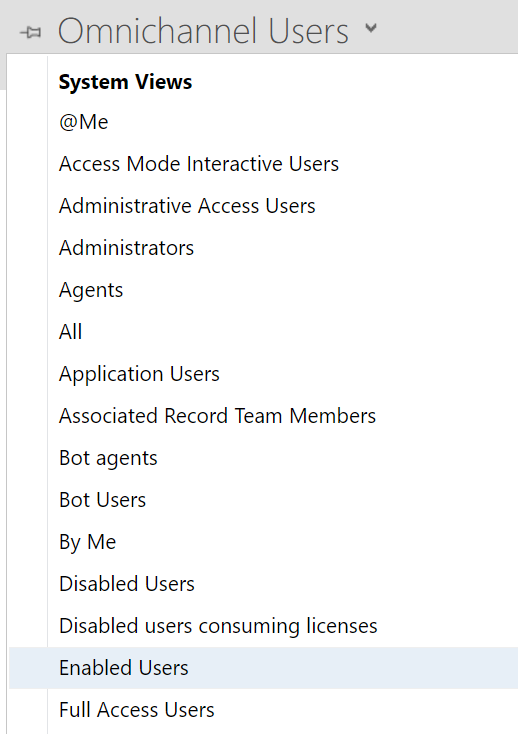 Omnichannel Users
System Views
@Me
Access Mode Interactive Users
Administrative Access Users
Administrators
Agents
All
Application Users
Associated Record Team Members
Bot agents
Bot Users
By Me
Disabled Users
Disabled users consuming licenses
Enabled Users
Full Access Users